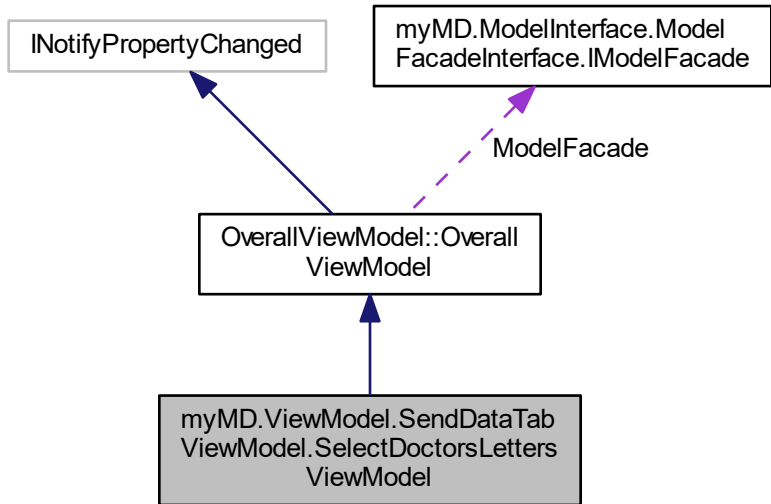 INotifyPropertyChanged
myMD.ModelInterface.Model
FacadeInterface.IModelFacade
ModelFacade
OverallViewModel::Overall
ViewModel
myMD.ViewModel.SendDataTab
ViewModel.SelectDoctorsLetters
ViewModel